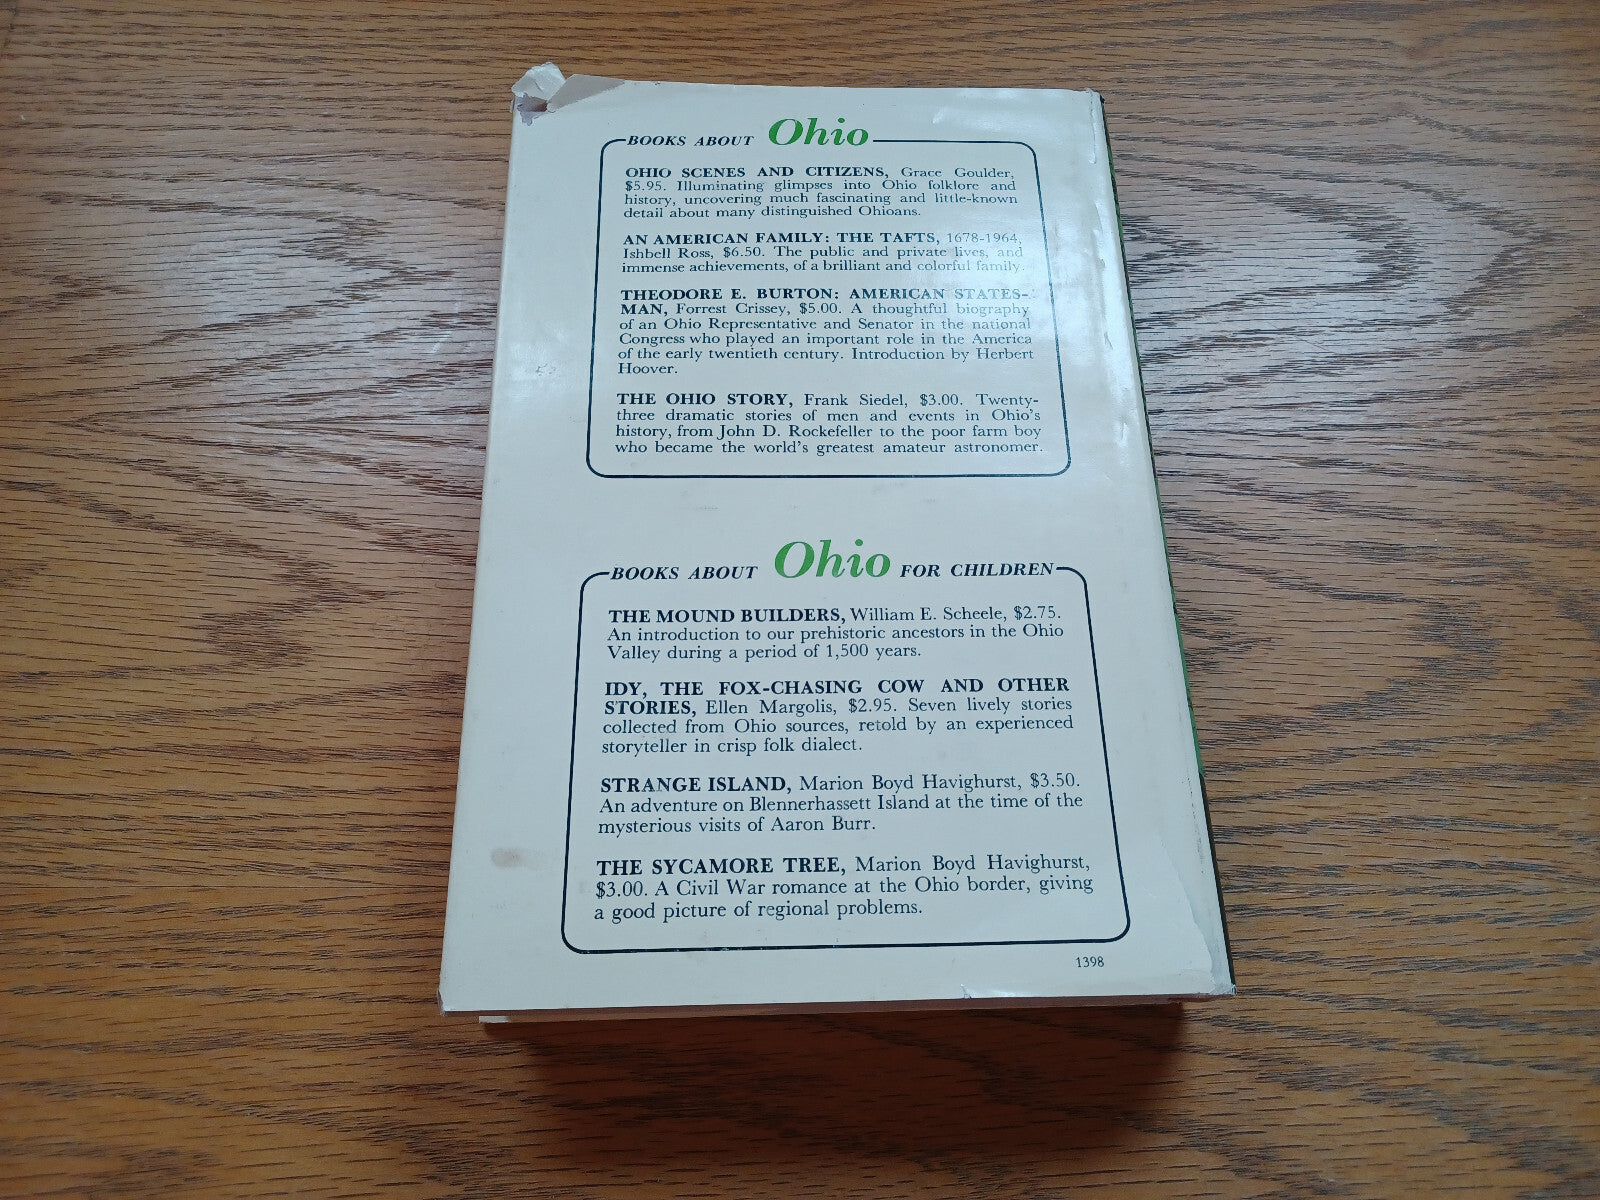 BOOKS ABOUT Ohio
OHIO SCENES AND CITIZENS, Grace Goulder,
$5.95. Illuminating glimpses into Ohio folklore and
history, uncovering much fascinating and little-known
detail about many distinguished Ohioans.
AN AMERICAN FAMILY: THE TAFTS, 1678-1964,
Ishbell Ross, $6.50. The public and private lives, and
immense achievements, of a brilliant and colorful family.
THEODORE E. BURTON: AMERICAN STATES-
MAN, Forrest Crissey, $5.00. A thoughtful biography
of an Ohio Representative and Senator in the national
Congress who played an important role in the America
of the early twentieth century. Introduction by Herbert
Hoover.
THE OHIO STORY, Frank Siedel, $3.00. Twenty-
three dramatic stories of men and events in Ohio's
history, from John D. Rockefeller to the poor farm boy
who became the world's greatest amateur astronomer.
BOOKS ABOUT Ohio FOR CHILDREN
THE MOUND BUILDERS, William E. Scheele, $2.75.
An introduction to our prehistoric ancestors in the Ohio
Valley during a period of 1,500 years.
IDY, THE FOX-CHASING COW AND OTHER
STORIES, Ellen Margolis, $2.95. Seven lively stories
collected from Ohio sources, retold by an experienced
storyteller in crisp folk dialect.
STRANGE ISLAND, Marion Boyd Havighurst, $3.50.
An adventure on Blennerhassett Island at the time of the
mysterious visits of Aaron Burr.
THE SYCAMORE TREE, Marion Boyd Havighurst,
$3.00. A Civil War romance at the Ohio border, giving
a good picture of regional problems.
1398